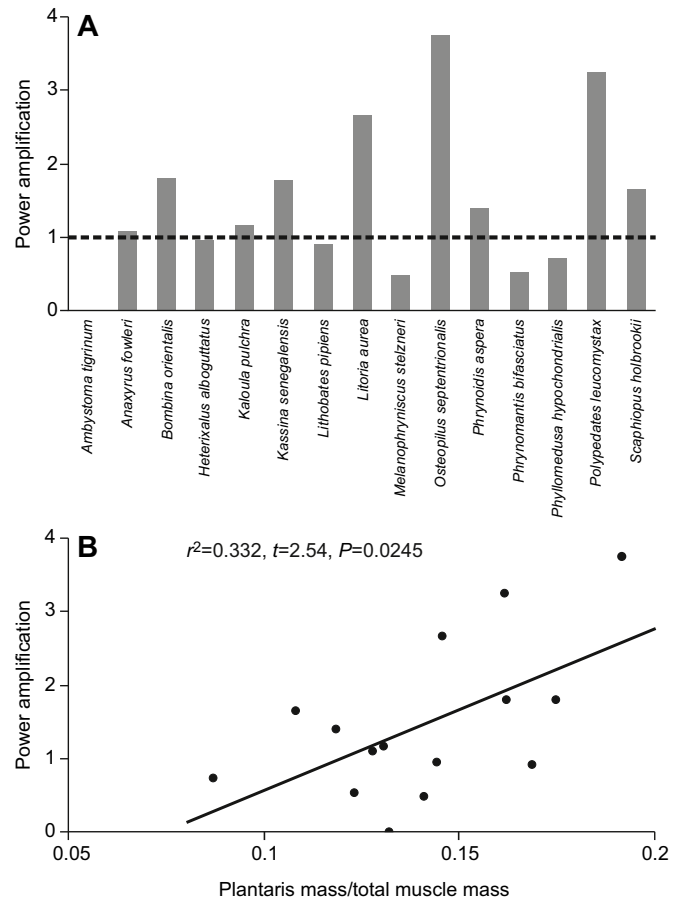 A
Power amplification
4
3
2
1
0
Ambystoma tigrinum
Anaxyrus fowleri
Bombina orientalis
Heterixalus alboguttatus
Kaloula pulchra
Kassina senegalensis
Lithobates pipiens
Litoria aurea
Melanophryniscus stelzneri
Osteopilus septentrionalis
Phrynoidis aspera
Phrynomantis bifasciatus
Phyllomedusa hypochondrialis
Polypedates leucomystax
Scaphiopus holbrookii
B
r²=0.332, t=2.54, P=0.0245
Power amplification
4
3
2
1
0
0.05 0.1 0.15 0.2
Plantaris mass/total muscle mass